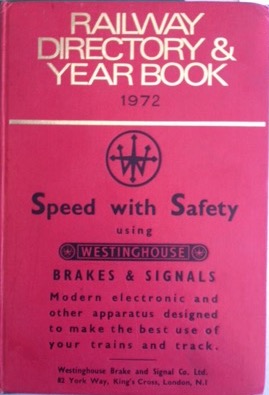 RAILWAY
DIRECTORY &
YEAR BOOK
1972
W
Speed with Safety
using
WESTINGHOUSE
BRAKES & SIGNALS
Modern electronic and
other apparatus designed
to make the best use of
your trains and track.
Westinghouse Brake and Signal Co. Ltd.
82 York Way, King's Cross, London, N.1